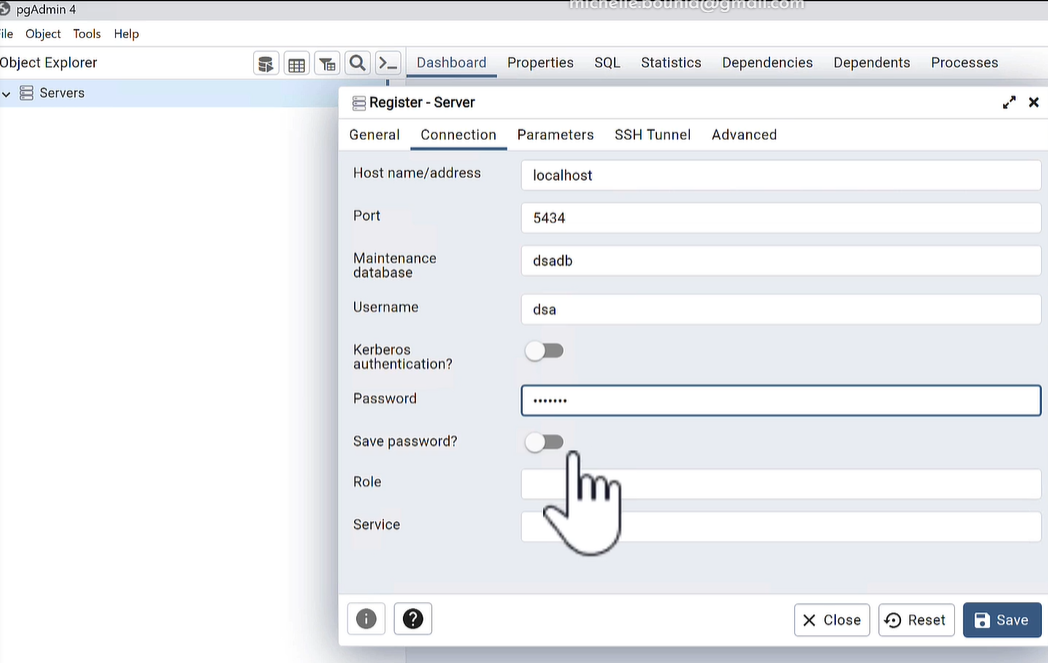 pgAdmin 4
michelle.bounia@gmail.com
ile Object Tools Help
Object Explorer
Dashboard Properties SQL Statistics Dependencies Dependents Processes
Servers
Register - Server
General Connection Parameters SSH Tunnel Advanced
Host name/address localhost
Port 5434
Maintenance
database
dsadb
Username dsa
Kerberos
authentication?
Password •••••••
Save password?
Role
Service
Close Reset Save